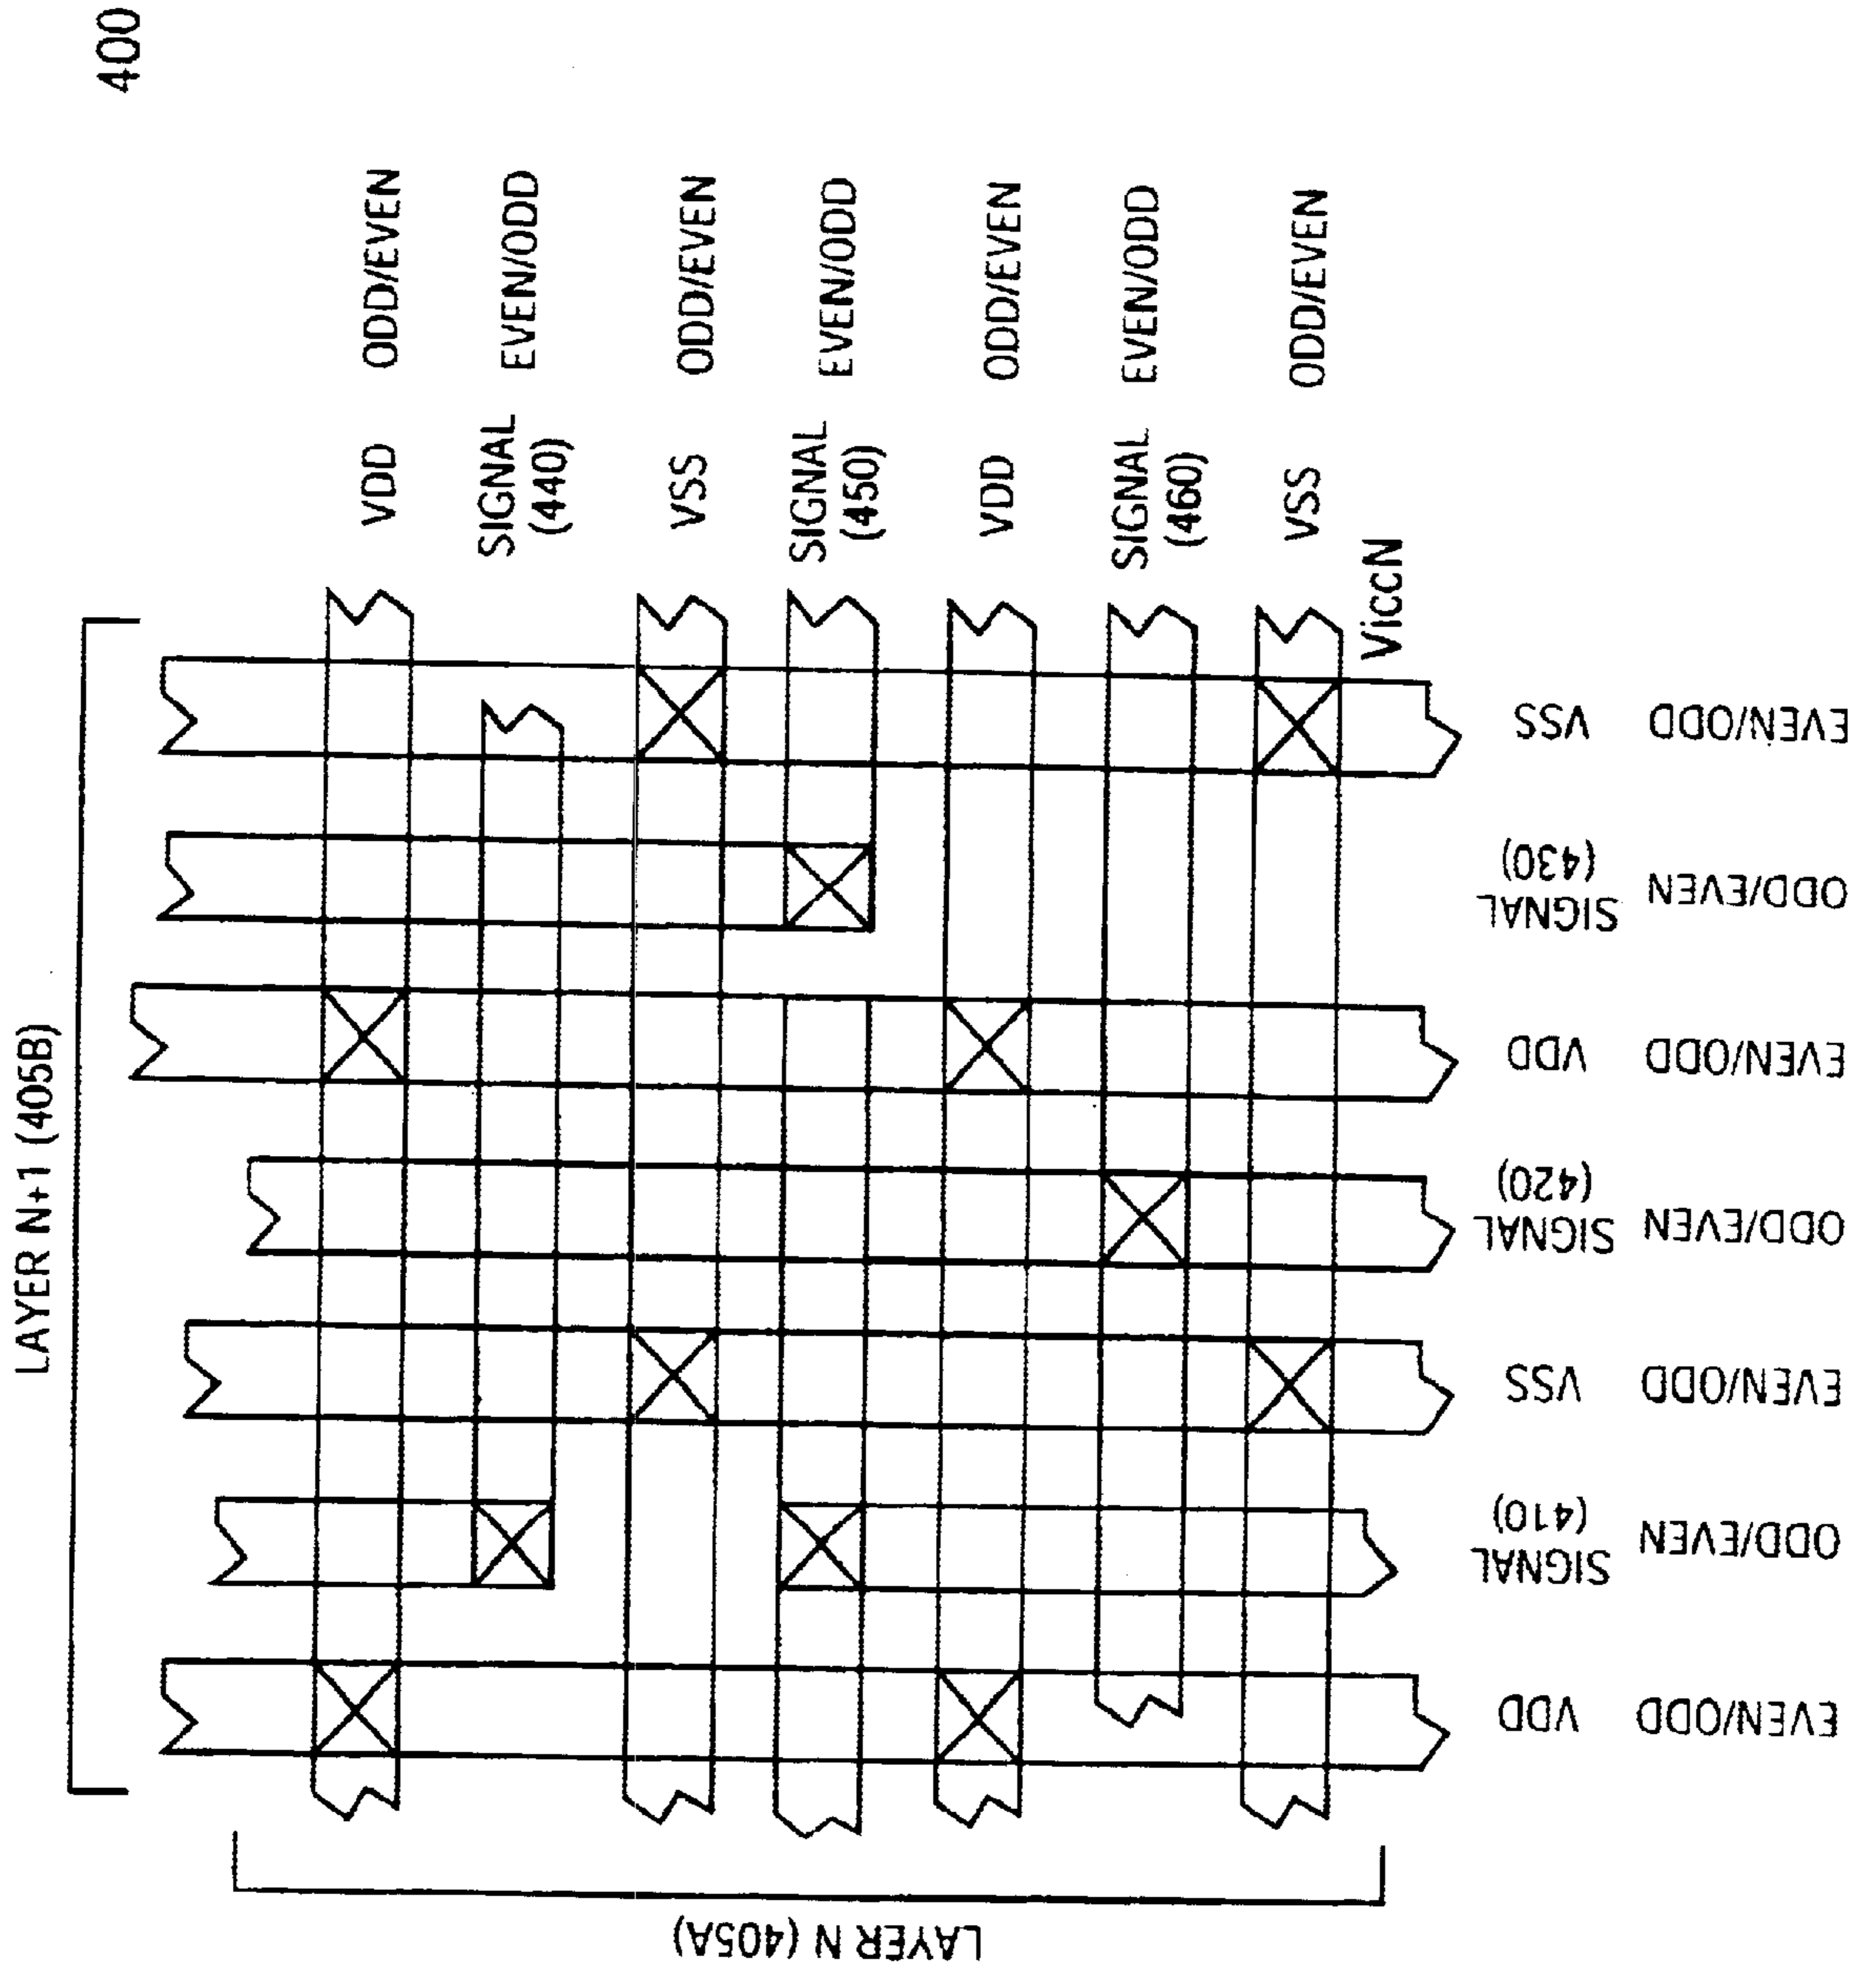 400
LAYER N+1 (405B)
VDD ODD/EVEN
SIGNAL
(440)
EVEN/ODD
VSS ODD/EVEN
SIGNAL
(450)
EVEN/ODD
VDD ODD/EVEN
SIGNAL
(460)
EVEN/ODD
VSS ODD/EVEN
ViccN
LAYER N (405A)
VDD
EVEN/ODD
SIGNAL
(410)
ODD/EVEN
VSS
EVEN/ODD
SIGNAL
(420)
ODD/EVEN
VDD
EVEN/ODD
SIGNAL
(430)
ODD/EVEN
VSS
EVEN/ODD